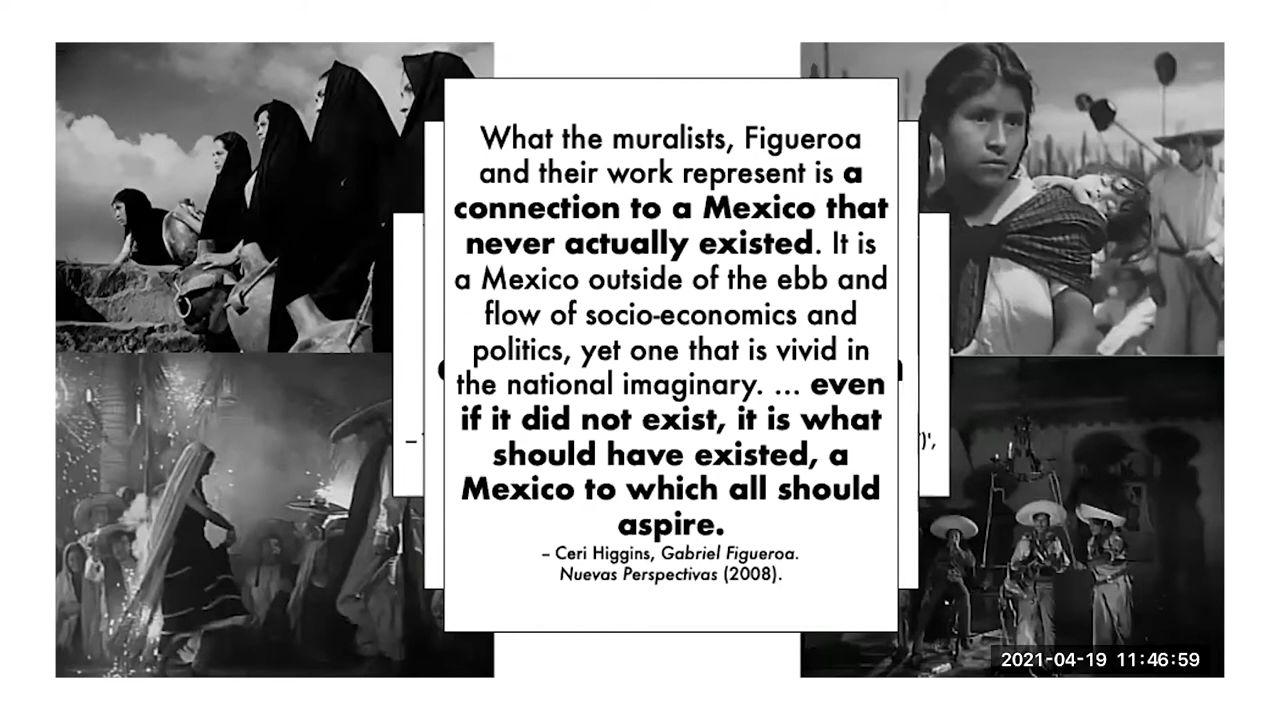 What the muralists, Figueroa
and their work represent is a
connection to a Mexico that
never actually existed. It is
a Mexico outside of the ebb and
flow of socio-economics and
politics, yet one that is vivid in
the national imaginary. ... even
if it did not exist, it is what
should have existed, a
Mexico to which all should
aspire.
– Ceri Higgins, Gabriel Figueroa.
Nuevas Perspectivas (2008).
2021-04-19 11:46:59